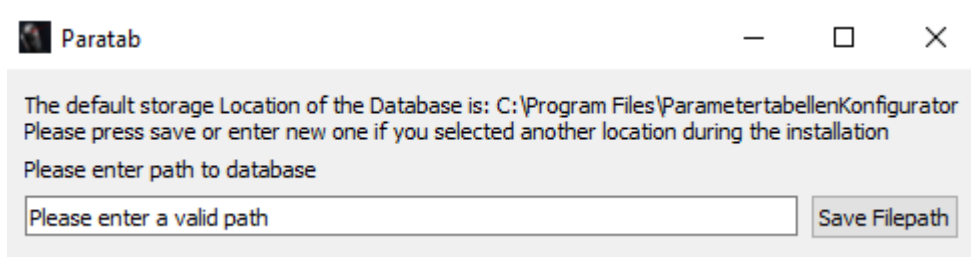 Paratab
The default storage Location of the Database is: C:\Program Files\ParametertabellenKonfigurator
Please press save or enter new one if you selected another location during the installation
Please enter path to database
Please enter a valid path
Save Filepath